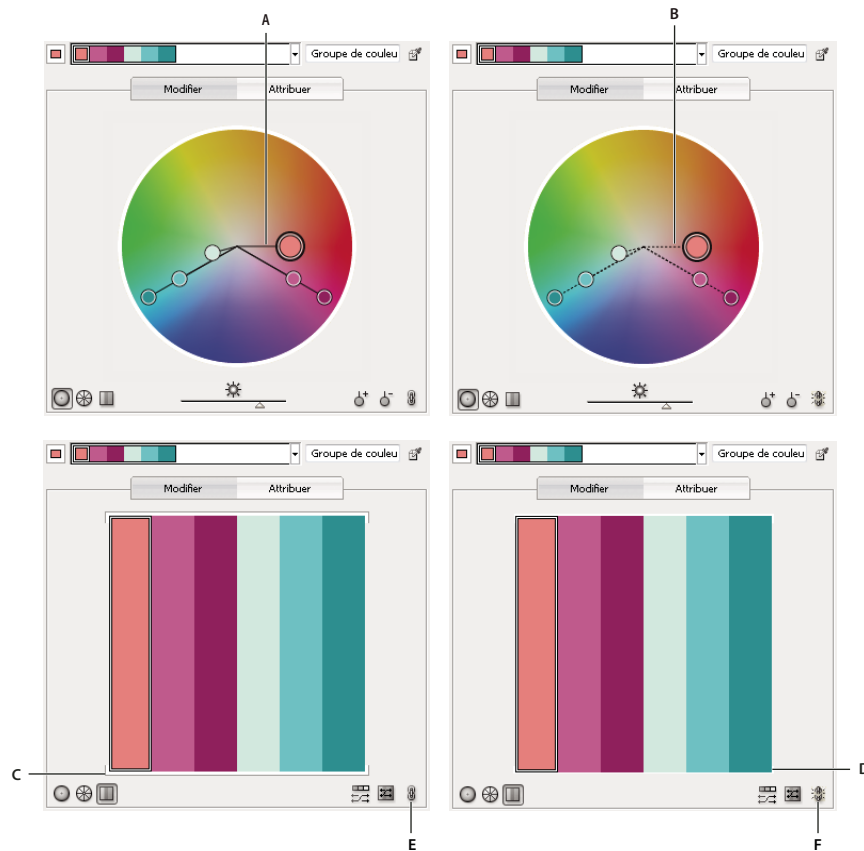 A
B
Groupe de couleu
Groupe de couleu
Modifier
Attribuer
Modifier
Attribuer
Groupe de couleu
Groupe de couleu
Modifier
Attribuer
Modifier
Attribuer
C
D
E
F